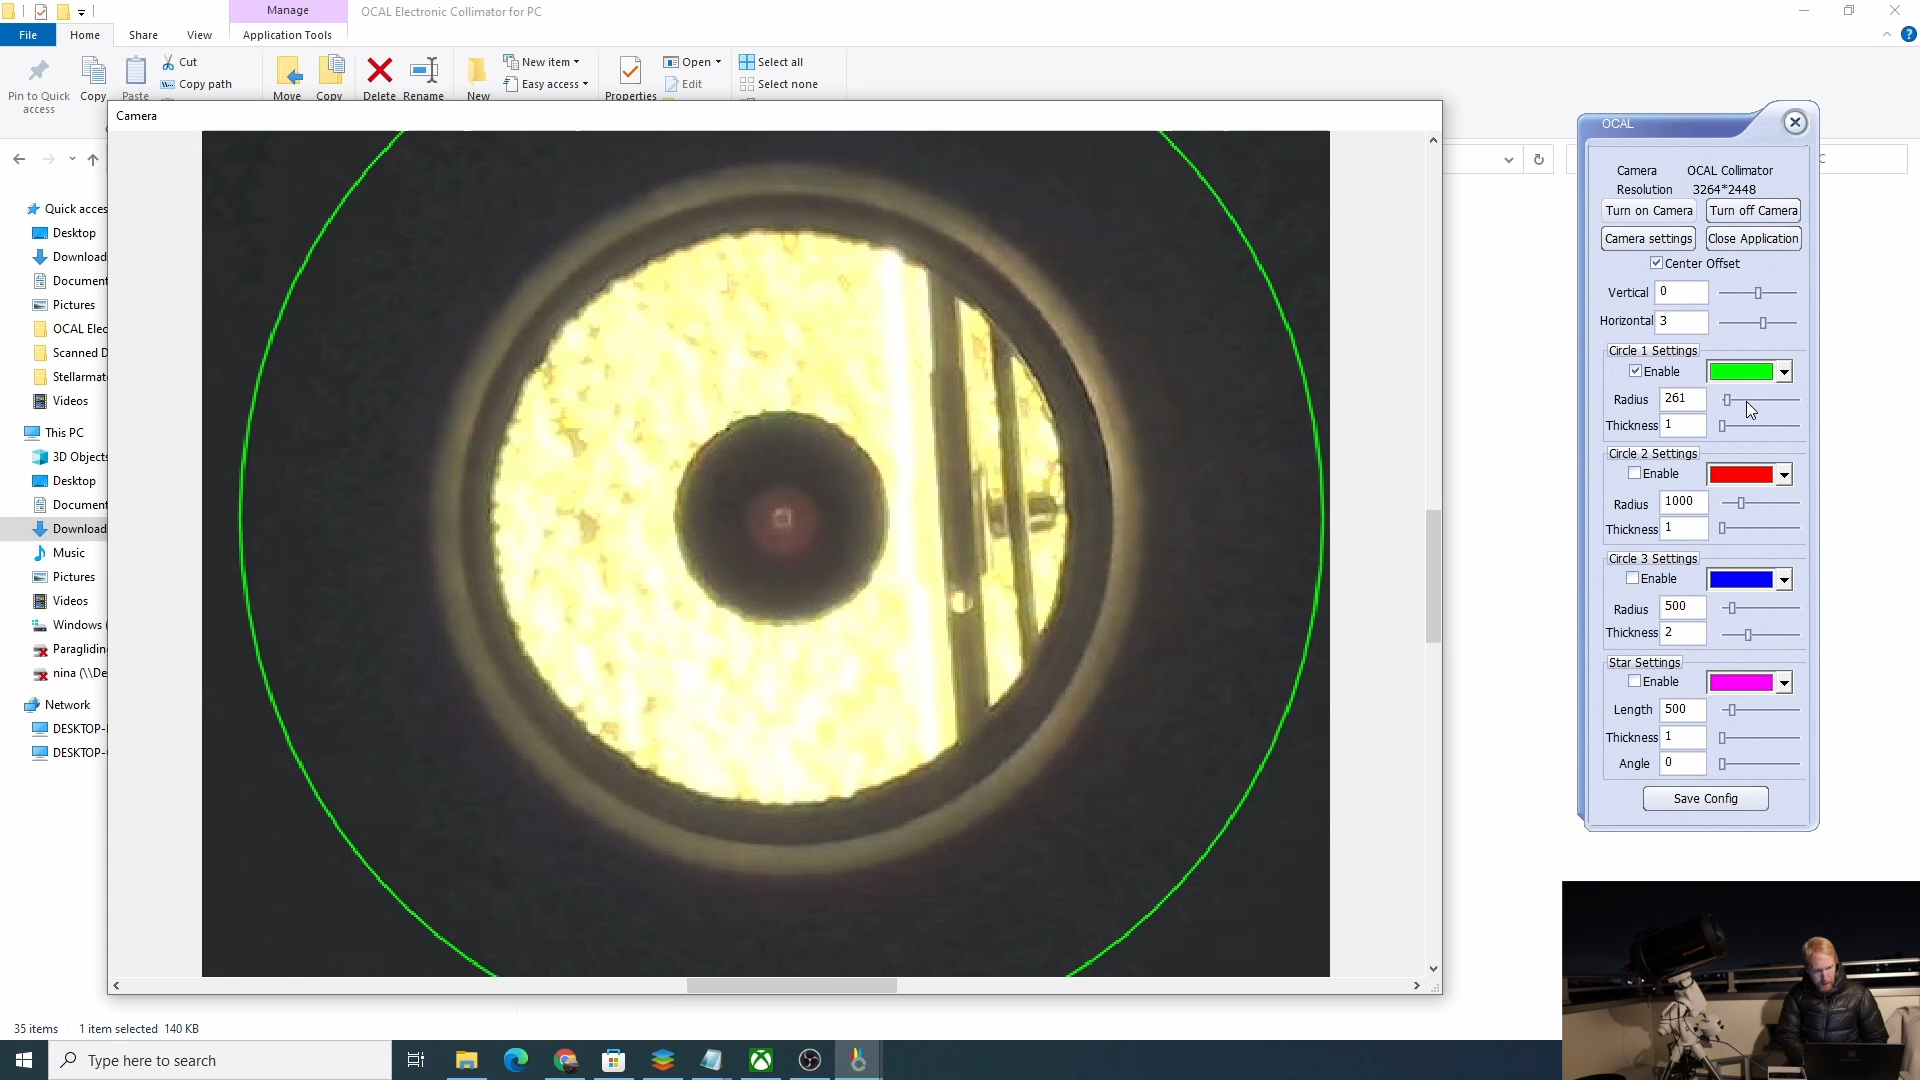 Manage
OCAL Electronic Collimator for PC
File
Home
Share
View
Application Tools
Pin to Quick
access
Copy
Paste
Cut
Copy path
Move
Copy
Delete
Rename
New
New item
Easy access
Properties
Open
Edit
Select all
Select none
Camera
Quick acces
Desktop
Download
Document
Pictures
OCAL Elec
Scanned D
Stellarmat
Videos
This PC
3D Objects
Desktop
Document
Download
Music
Pictures
Videos
Windows (
Paragliding
nina (\\De
Network
DESKTOP-
DESKTOP-
OCAL
Camera OCAL Collimator
Resolution 3264*2448
Turn on Camera
Turn off Camera
Camera settings
Close Application
Center Offset
Vertical 0
Horizontal 3
Circle 1 Settings
Enable
Radius 261
Thickness 1
Circle 2 Settings
Enable
Radius 1000
Thickness 1
Circle 3 Settings
Enable
Radius 500
Thickness 2
Star Settings
Enable
Length 500
Thickness 1
Angle 0
Save Config
35 items
1 item selected 140 KB
Type here to search